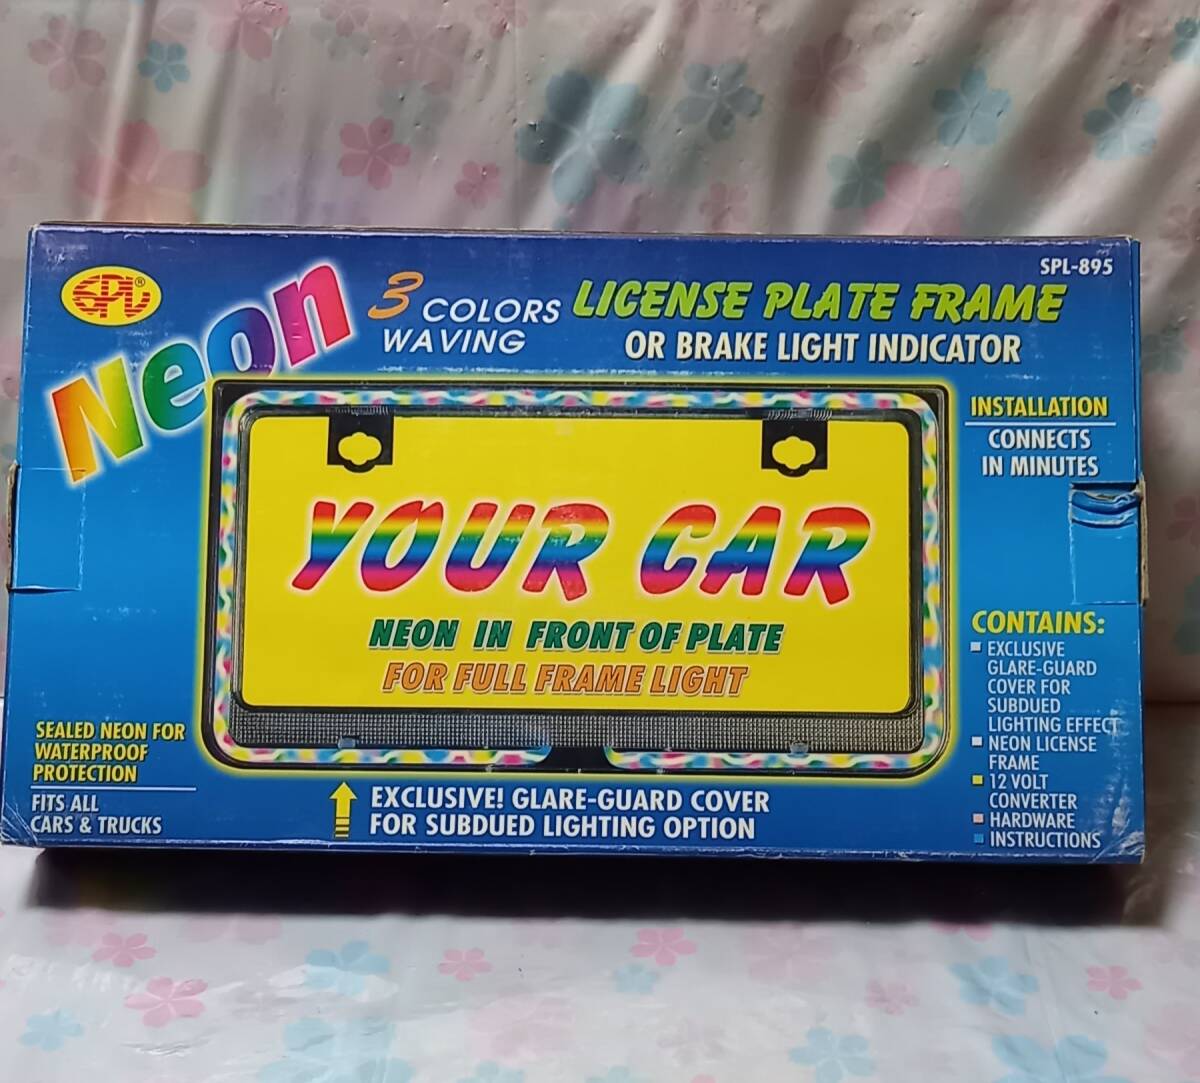 SPL®
SPL-895
Neon
3 COLORS
WAVING
LICENSE PLATE FRAME
OR BRAKE LIGHT INDICATOR
INSTALLATION
CONNECTS
IN MINUTES
YOUR CAR
NEON IN FRONT OF PLATE
FOR FULL FRAME LIGHT
SEALED NEON FOR
WATERPROOF
PROTECTION
FITS ALL
CARS & TRUCKS
EXCLUSIVE! GLARE-GUARD COVER
FOR SUBDUED LIGHTING OPTION
CONTAINS:
EXCLUSIVE
GLARE-GUARD
COVER FOR
SUBDUED
LIGHTING EFFECT
NEON LICENSE
FRAME
12 VOLT
CONVERTER
HARDWARE
INSTRUCTIONS